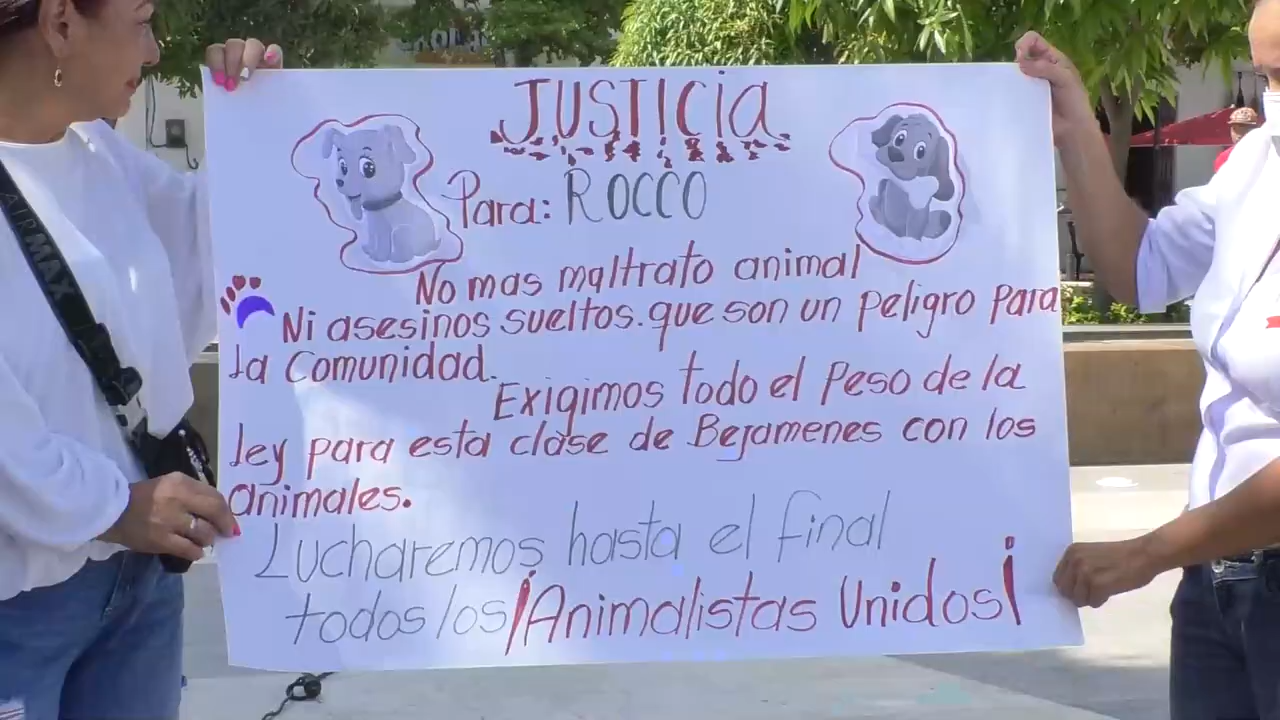 JUSTICIA
Para: ROCCO
No mas maltrato animal
Ni asesinos sueltos. que son un peligro para
la Comunidad.
Exigimos todo el Peso de la
ley para esta clase de Bejamenes con los
animales.
Lucharemos hasta el final
todos los ¡Animalistas Unidos¡
AIRMAX